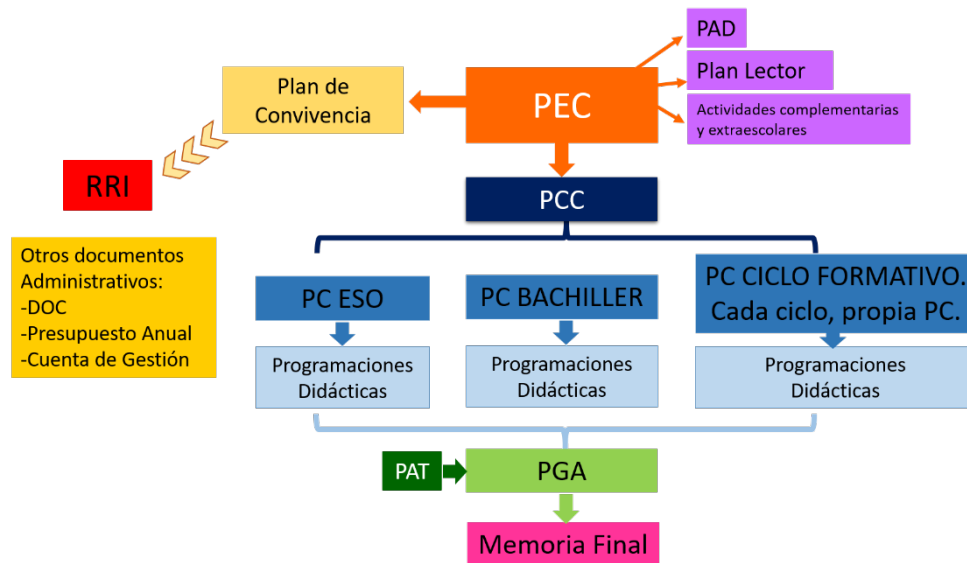 PAD
Plan de
Convivencia
PEC
Plan Lector
Actividades complementarias
y extraescolares
RRI
PCC
Otros documentos
Administrativos:
-DOC
-Presupuesto Anual
-Cuenta de Gestión
PC ESO
PC BACHILLER
PC CICLO FORMATIVO.
Cada ciclo, propia PC.
Programaciones
Didácticas
Programaciones
Didácticas
Programaciones
Didácticas
PAT
PGA
Memoria Final